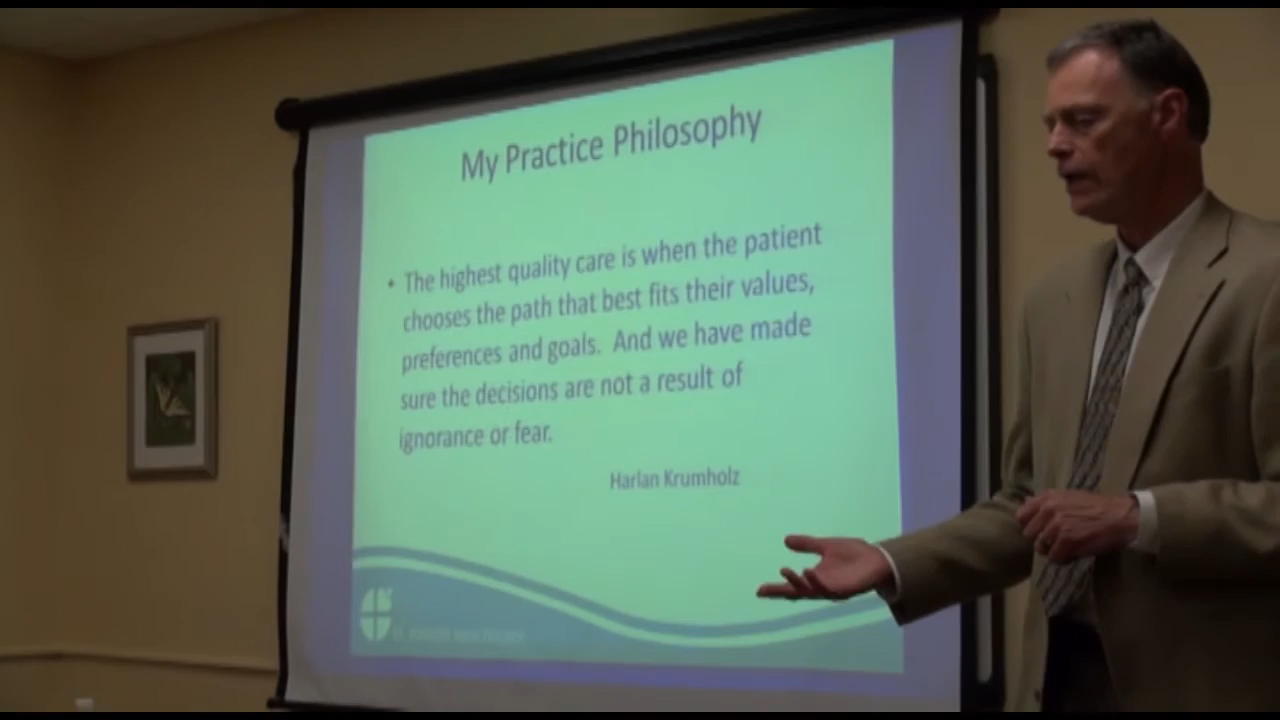 My Practice Philosophy
• The highest quality care is when the patient
chooses the path that best fits their values,
preferences and goals. And we have made
sure the decisions are not a result of
ignorance or fear.
Harlan Krumholz